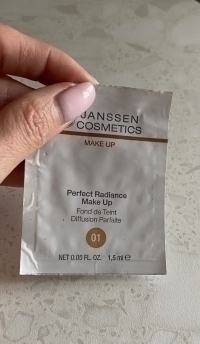 JANSSEN
COSMETICS
MAKE UP
Perfect Radiance
Make Up
Fond de Teint
Diffusion Parfaite
01
NET 0.05 FL. OZ. 1,5 ml ℮